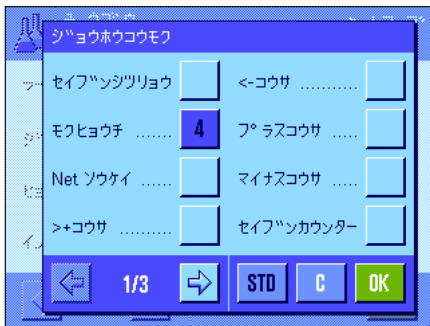 ジョウホウコウモク
セイブンシツリョウ
<-コウサ ...........
モクヒョウチ ....... 4
プラスコウサ .....
Net ソウケイ ......
マイナスコウサ .....
>+コウサ ..........
セイブンカウンター
1/3 STD C OK